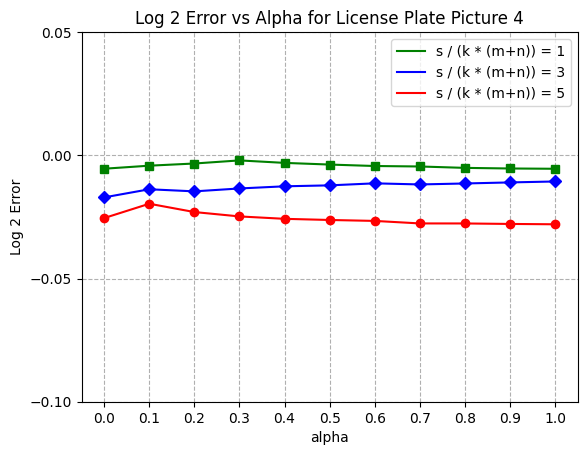 Log 2 Error vs Alpha for License Plate Picture 4
s / (k * (m+n)) = 1
s / (k * (m+n)) = 3
s / (k * (m+n)) = 5
Log 2 Error
0.05
0.00
−0.05
−0.10
0.0 0.1 0.2 0.3 0.4 0.5 0.6 0.7 0.8 0.9 1.0
alpha